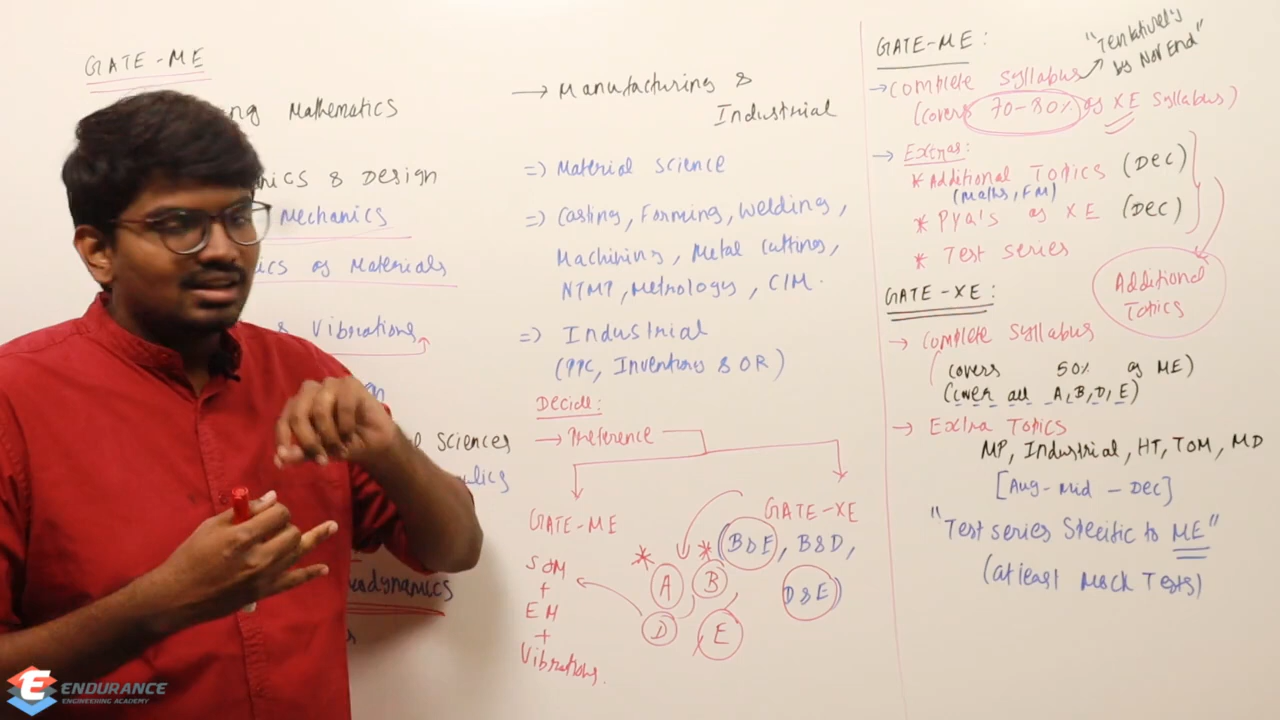 GATE-ME
Mathematics
& Design
Mechanics
of Materials
& Vibrations
Sciences
→ Manufacturing &
Industrial
=> Material Science
=> Casting, Forming, Welding,
Machining, Metal Cutting,
NTMP, Metrology, CIM.
=> Industrial
(PPC, Inventory & OR)
Decide:
→ Preference
GATE-ME
SOM
+
EM
+
Vibrations.
GATE-XE
* A * B (B&E), B&D,
D&E)
D E
GATE-ME:
→ Complete Syllabus → "Tentatively by Nov End"
(covers 70-80% of XE Syllabus)
→ Extras:
* Additional Topics (Dec)
(Maths, FM)
* PYQ's of XE (Dec)
* Test series
Additional
Topics
GATE-XE:
→ Complete Syllabus
(covers 50% of ME)
(cover all A, B, D, E)
→ Extra Topics
MP, Industrial, HT, TOM, MD
[Aug-Mid-Dec]
"Test series Specific to ME"
(at least Mock Tests)
E ENDURANCE
ENGINEERING ACADEMY